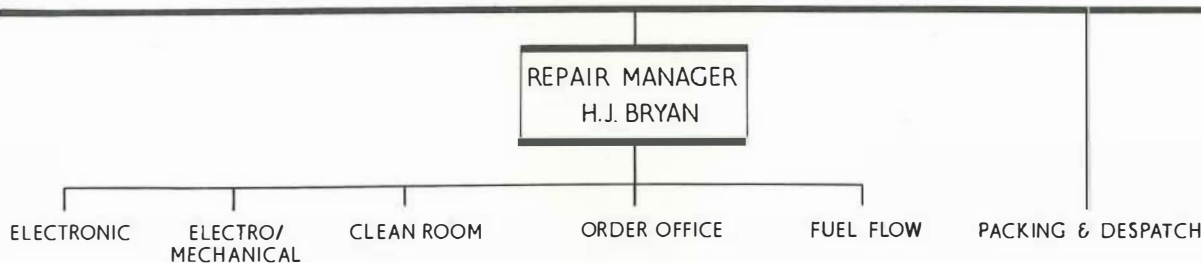 REPAIR MANAGER
H.J. BRYAN
ELECTRONIC
ELECTRO/
MECHANICAL
CLEAN ROOM
ORDER OFFICE
FUEL FLOW
PACKING & DESPATCH